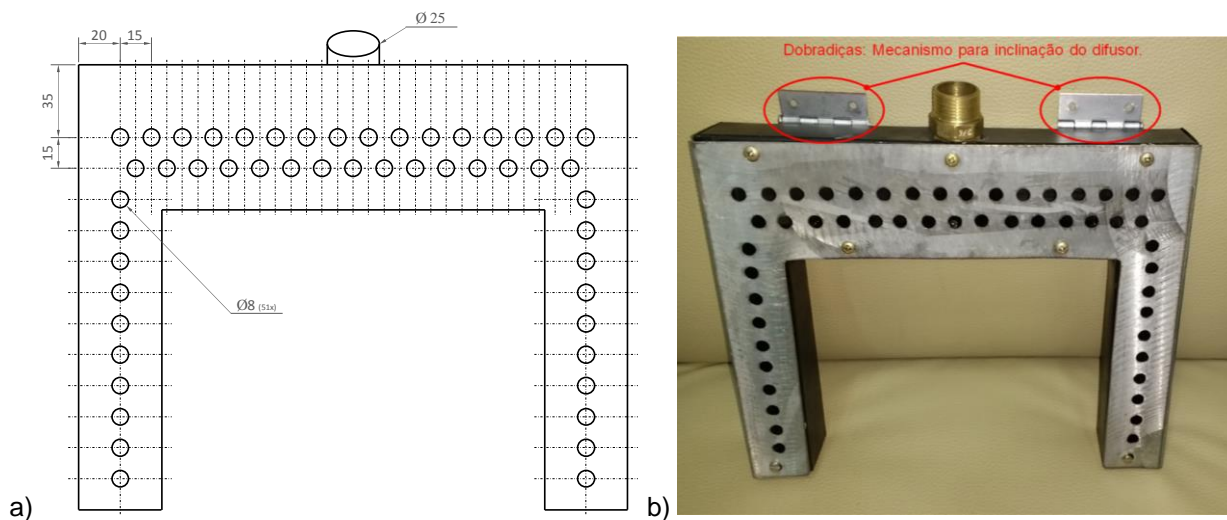 Ø 25
20
15
35
15
Ø8 (51x)
a)
Dobradiças: Mecanismo para inclinação do difusor.
b)